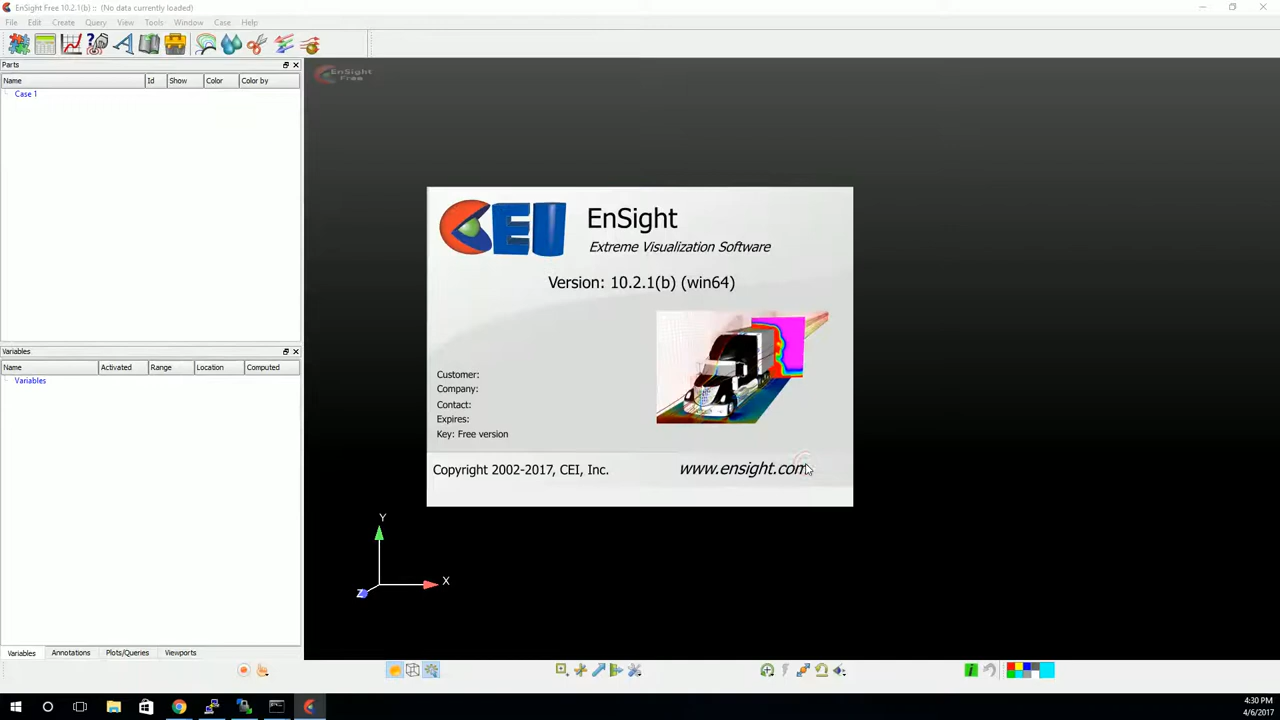 EnSight Free 10.2.1(b) :: (No data currently loaded)
File Edit Create Query View Tools Window Case Help
Parts
Name Id Show Color Color by
Case 1
EnSight
Free
CEI
EnSight
Extreme Visualization Software
Version: 10.2.1(b) (win64)
Customer:
Company:
Contact:
Expires:
Key: Free version
Copyright 2002-2017, CEI, Inc.
www.ensight.com
Variables
Name Activated Range Location Computed
Variables
Y
X
Z
Variables Annotations Plots/Queries Viewports
4:30 PM
4/6/2017